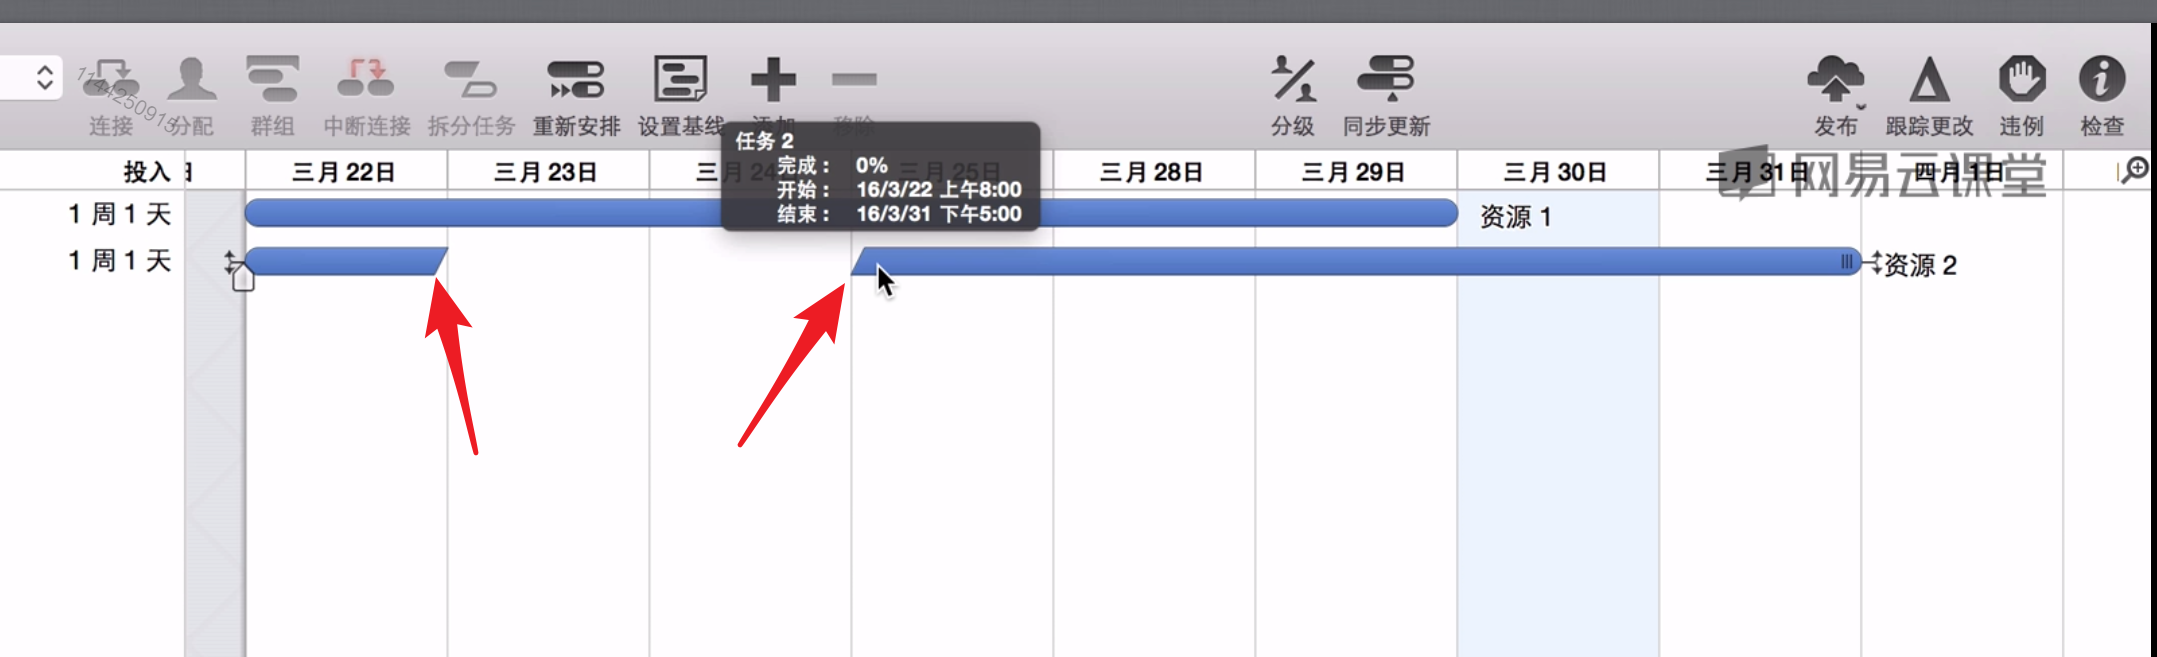 连接
分配
群组
中断连接
拆分任务
重新安排
设置基线
添加
移除
分级
同步更新
发布
跟踪更改
违例
检查
1144250915
投入
日
三月 22日
三月 23日
三月 24
三月 25日
三月 28日
三月 29日
三月 30日
三月 31日
四月 1日
网易云课堂
任务 2
完成： 0%
开始： 16/3/22 上午8:00
结束： 16/3/31 下午5:00
1 周 1 天
资源 1
1 周 1 天
资源 2